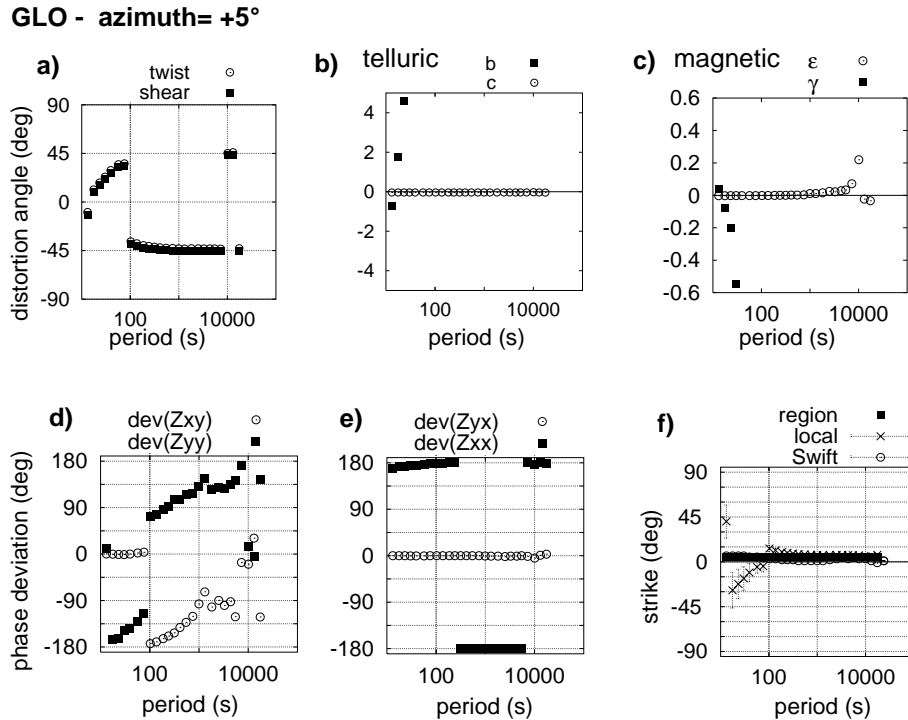 GLO - azimuth= +5°
a)
twist
shear
distortion angle (deg)
90
45
0
-45
-90
100
10000
period (s)
b) telluric
b
c
4
2
0
-2
-4
100
10000
period (s)
c) magnetic
ε
γ
0.6
0.4
0.2
0
-0.2
-0.4
-0.6
100
10000
period (s)
d)
dev(Zxy)
dev(Zyy)
phase deviation (deg)
180
90
0
-90
-180
100
10000
period (s)
e)
dev(Zyx)
dev(Zxx)
180
90
0
-90
-180
100
10000
period (s)
f)
region
local
Swift
strike (deg)
90
45
0
-45
-90
100
10000
period (s)